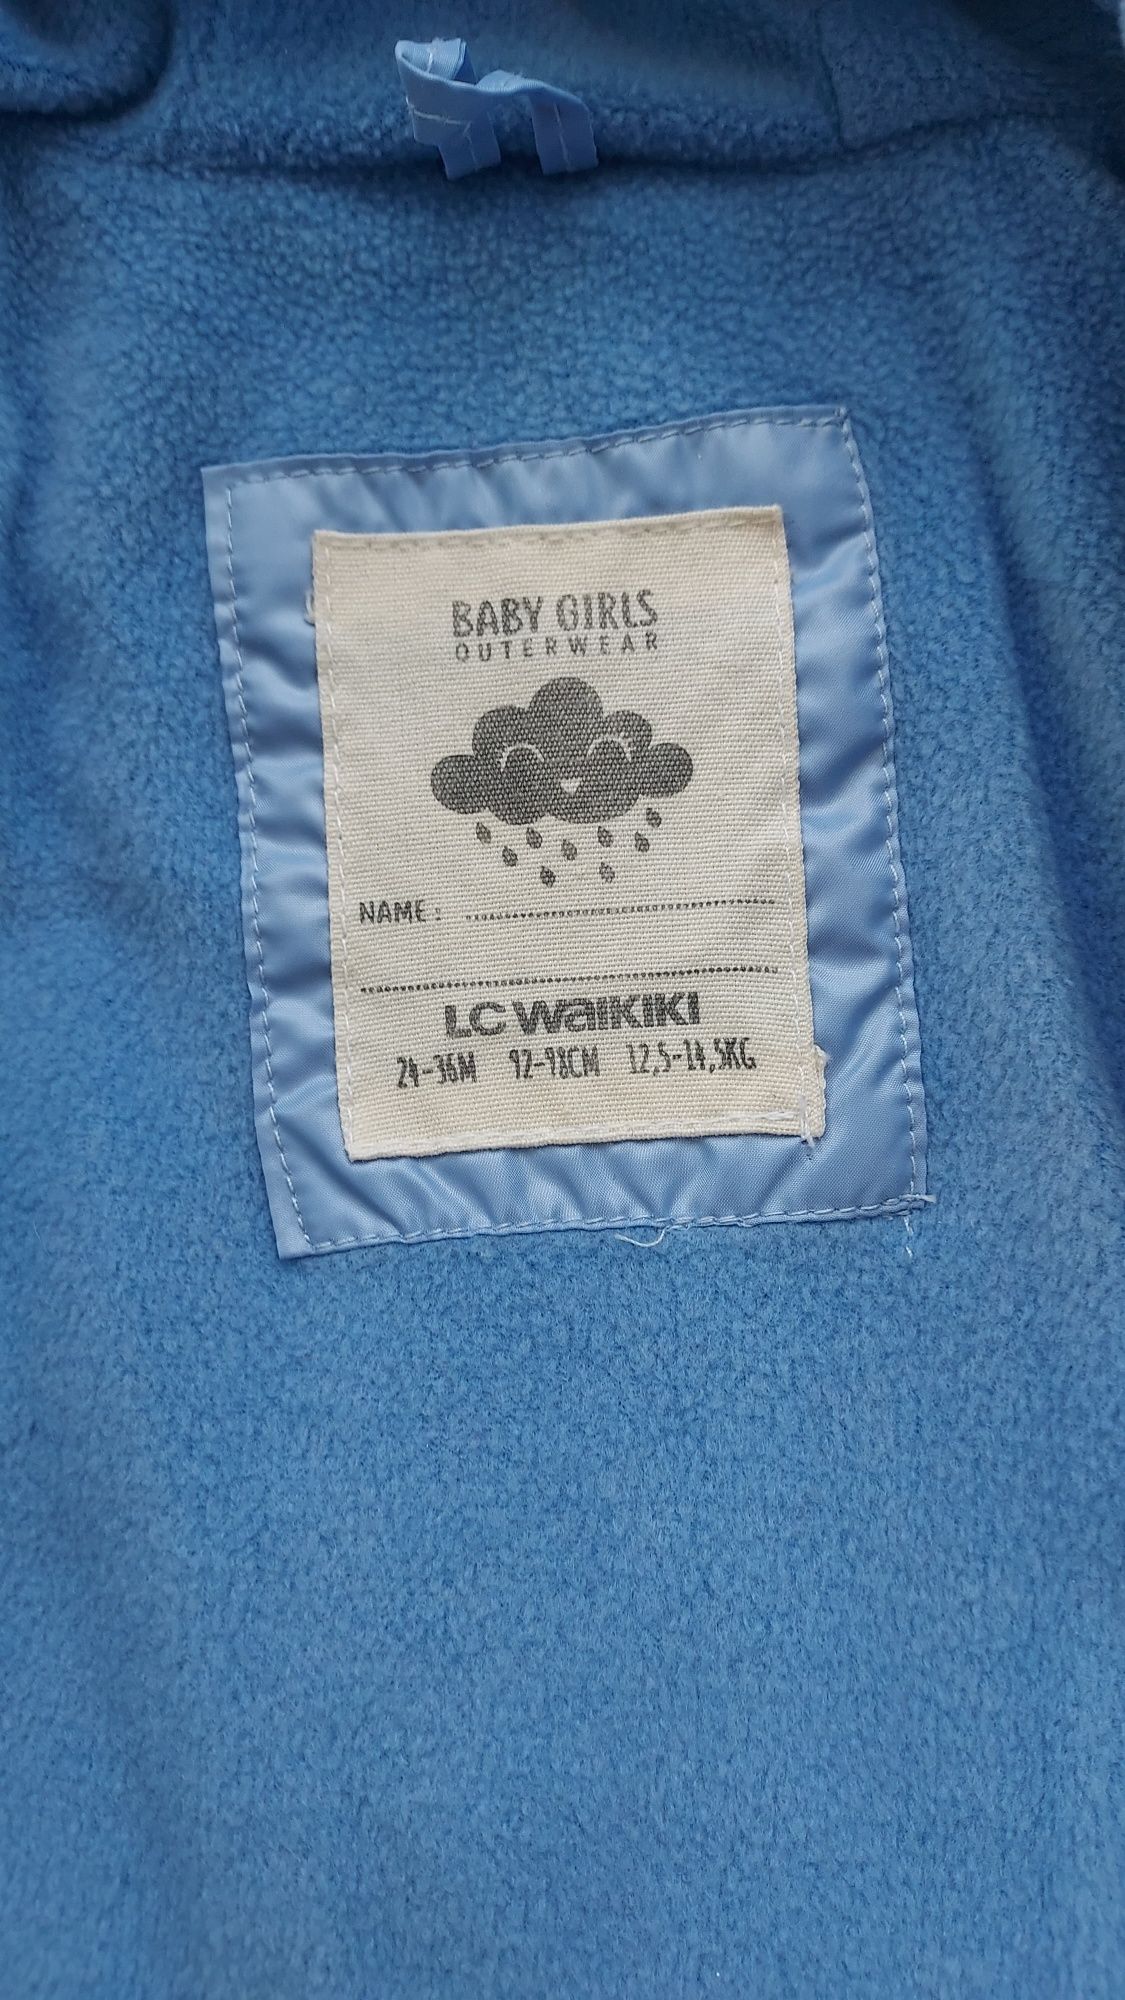 BABY GIRLS
OUTERWEAR
NAME:
LC WAIKIKI
24-36M 92-98CM 12,5-14,5KG